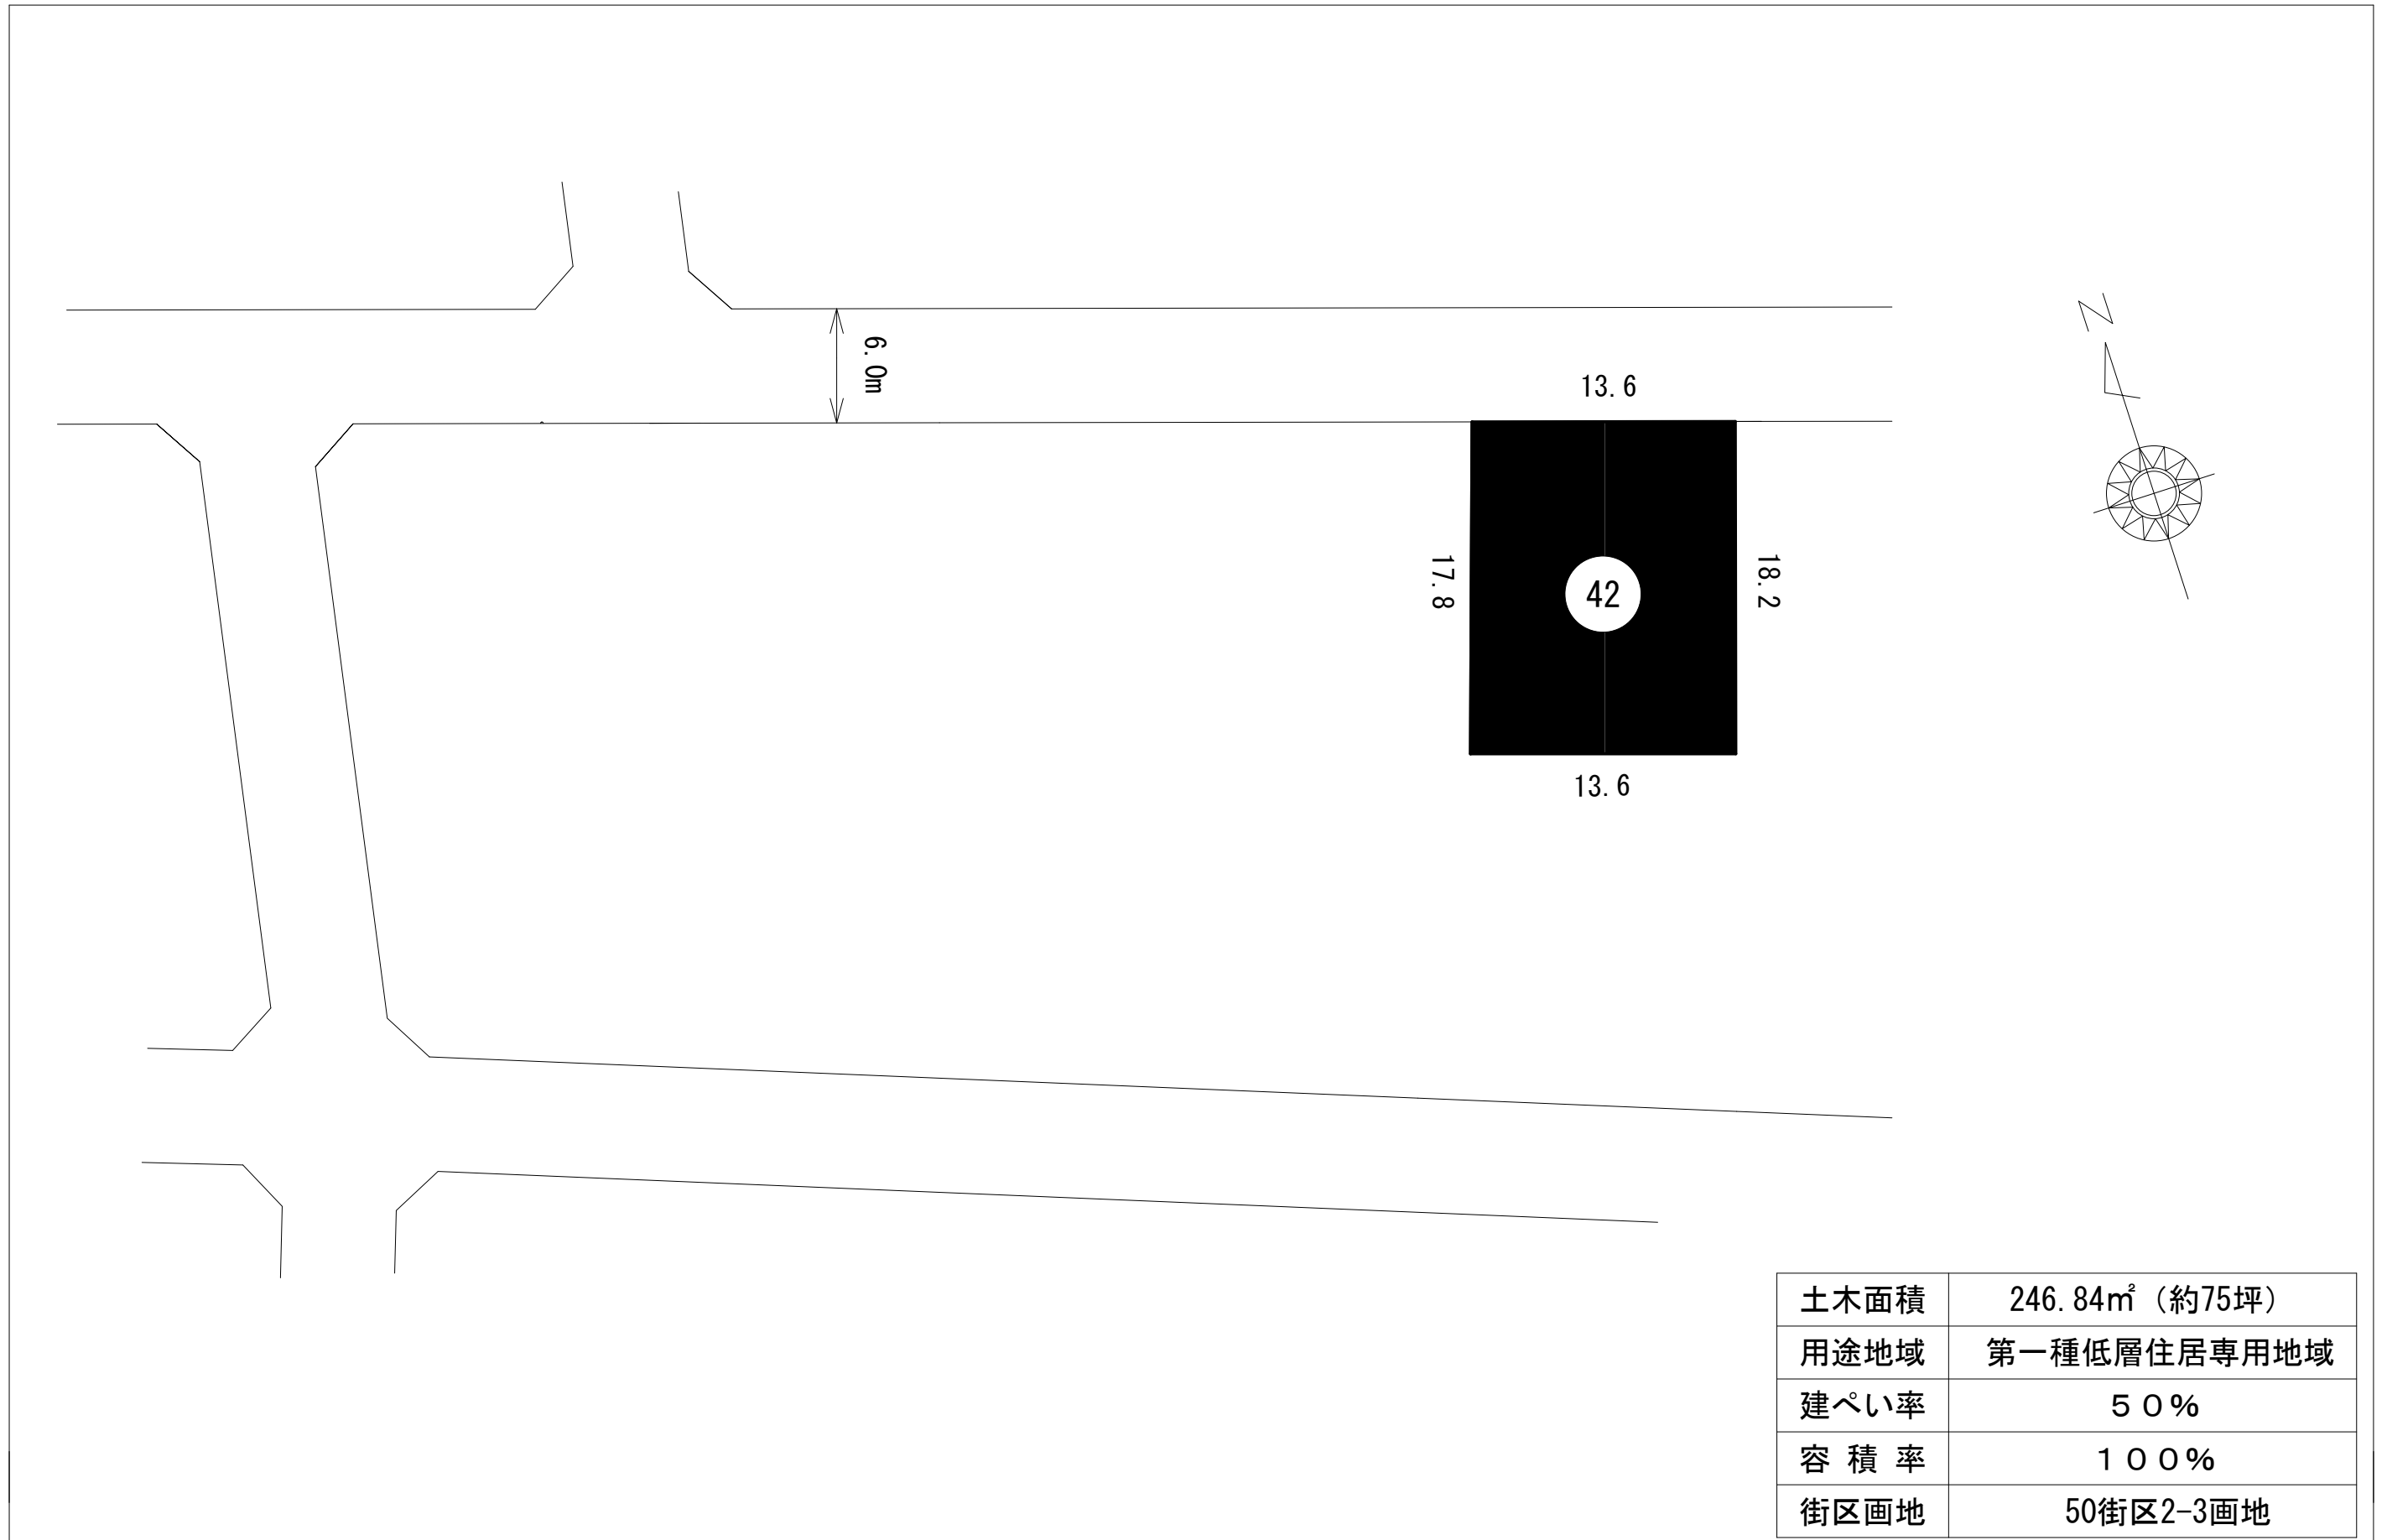 N
6.0m
13.6
17.8
42
18.2
13.6
土木面積 246.84㎡（約75坪）
用途地域 第一種低層住居専用地域
建ぺい率 ５０%
容積率 １００%
街区画地 50街区2-3画地